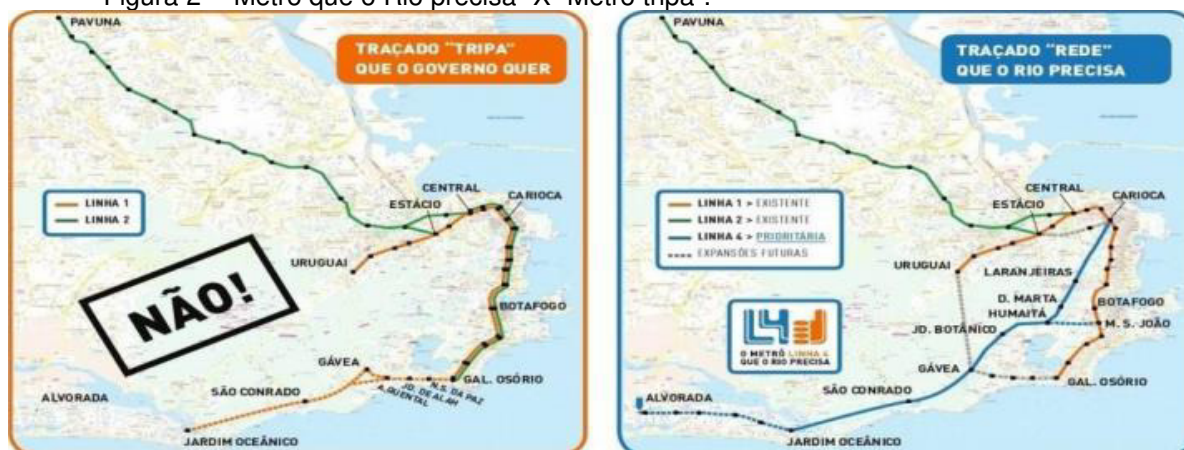 Figura 2 – "Metrô que o Rio precisa" X "Metrô tripa".
PAVUNA
TRAÇADO "TRIPA"
QUE O GOVERNO QUER
LINHA 1
LINHA 2
CENTRAL
ESTÁCIO
CARIOCA
URUGUAI
NÃO!
BOTAFOGO
GÁVEA
GAL. OSÓRIO
N.S. DA PAZ
JD. DE ALAH
A. QUENTAL
SÃO CONRADO
ALVORADA
JARDIM OCEÂNICO
PAVUNA
TRAÇADO "REDE"
QUE O RIO PRECISA
LINHA 1 > EXISTENTE
LINHA 2 > EXISTENTE
LINHA 4 > PRIORITÁRIA
EXPANSÕES FUTURAS
CENTRAL
ESTÁCIO
CARIOCA
URUGUAI
LARANJEIRAS
D. MARTA
BOTAFOGO
HUMAITÁ
M. S. JOÃO
JD. BOTÂNICO
O METRÔ LINHA 4
QUE O RIO PRECISA
GÁVEA
GAL. OSÓRIO
SÃO CONRADO
ALVORADA
JARDIM OCEÂNICO